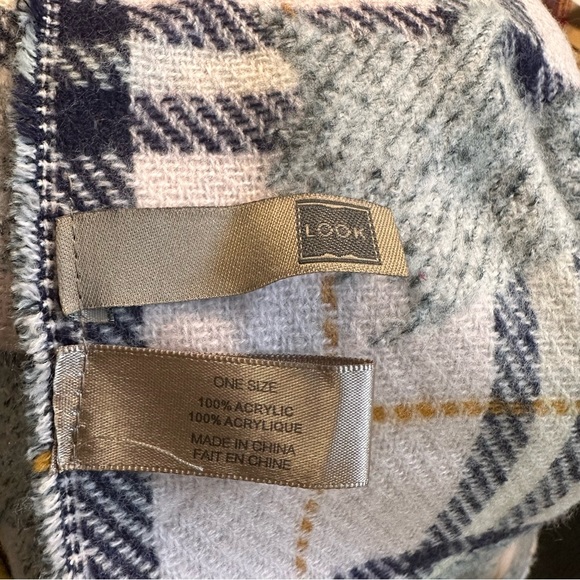 LOOK
ONE SIZE
100% ACRYLIC
100% ACRYLIQUE
MADE IN CHINA
FAIT EN CHINE